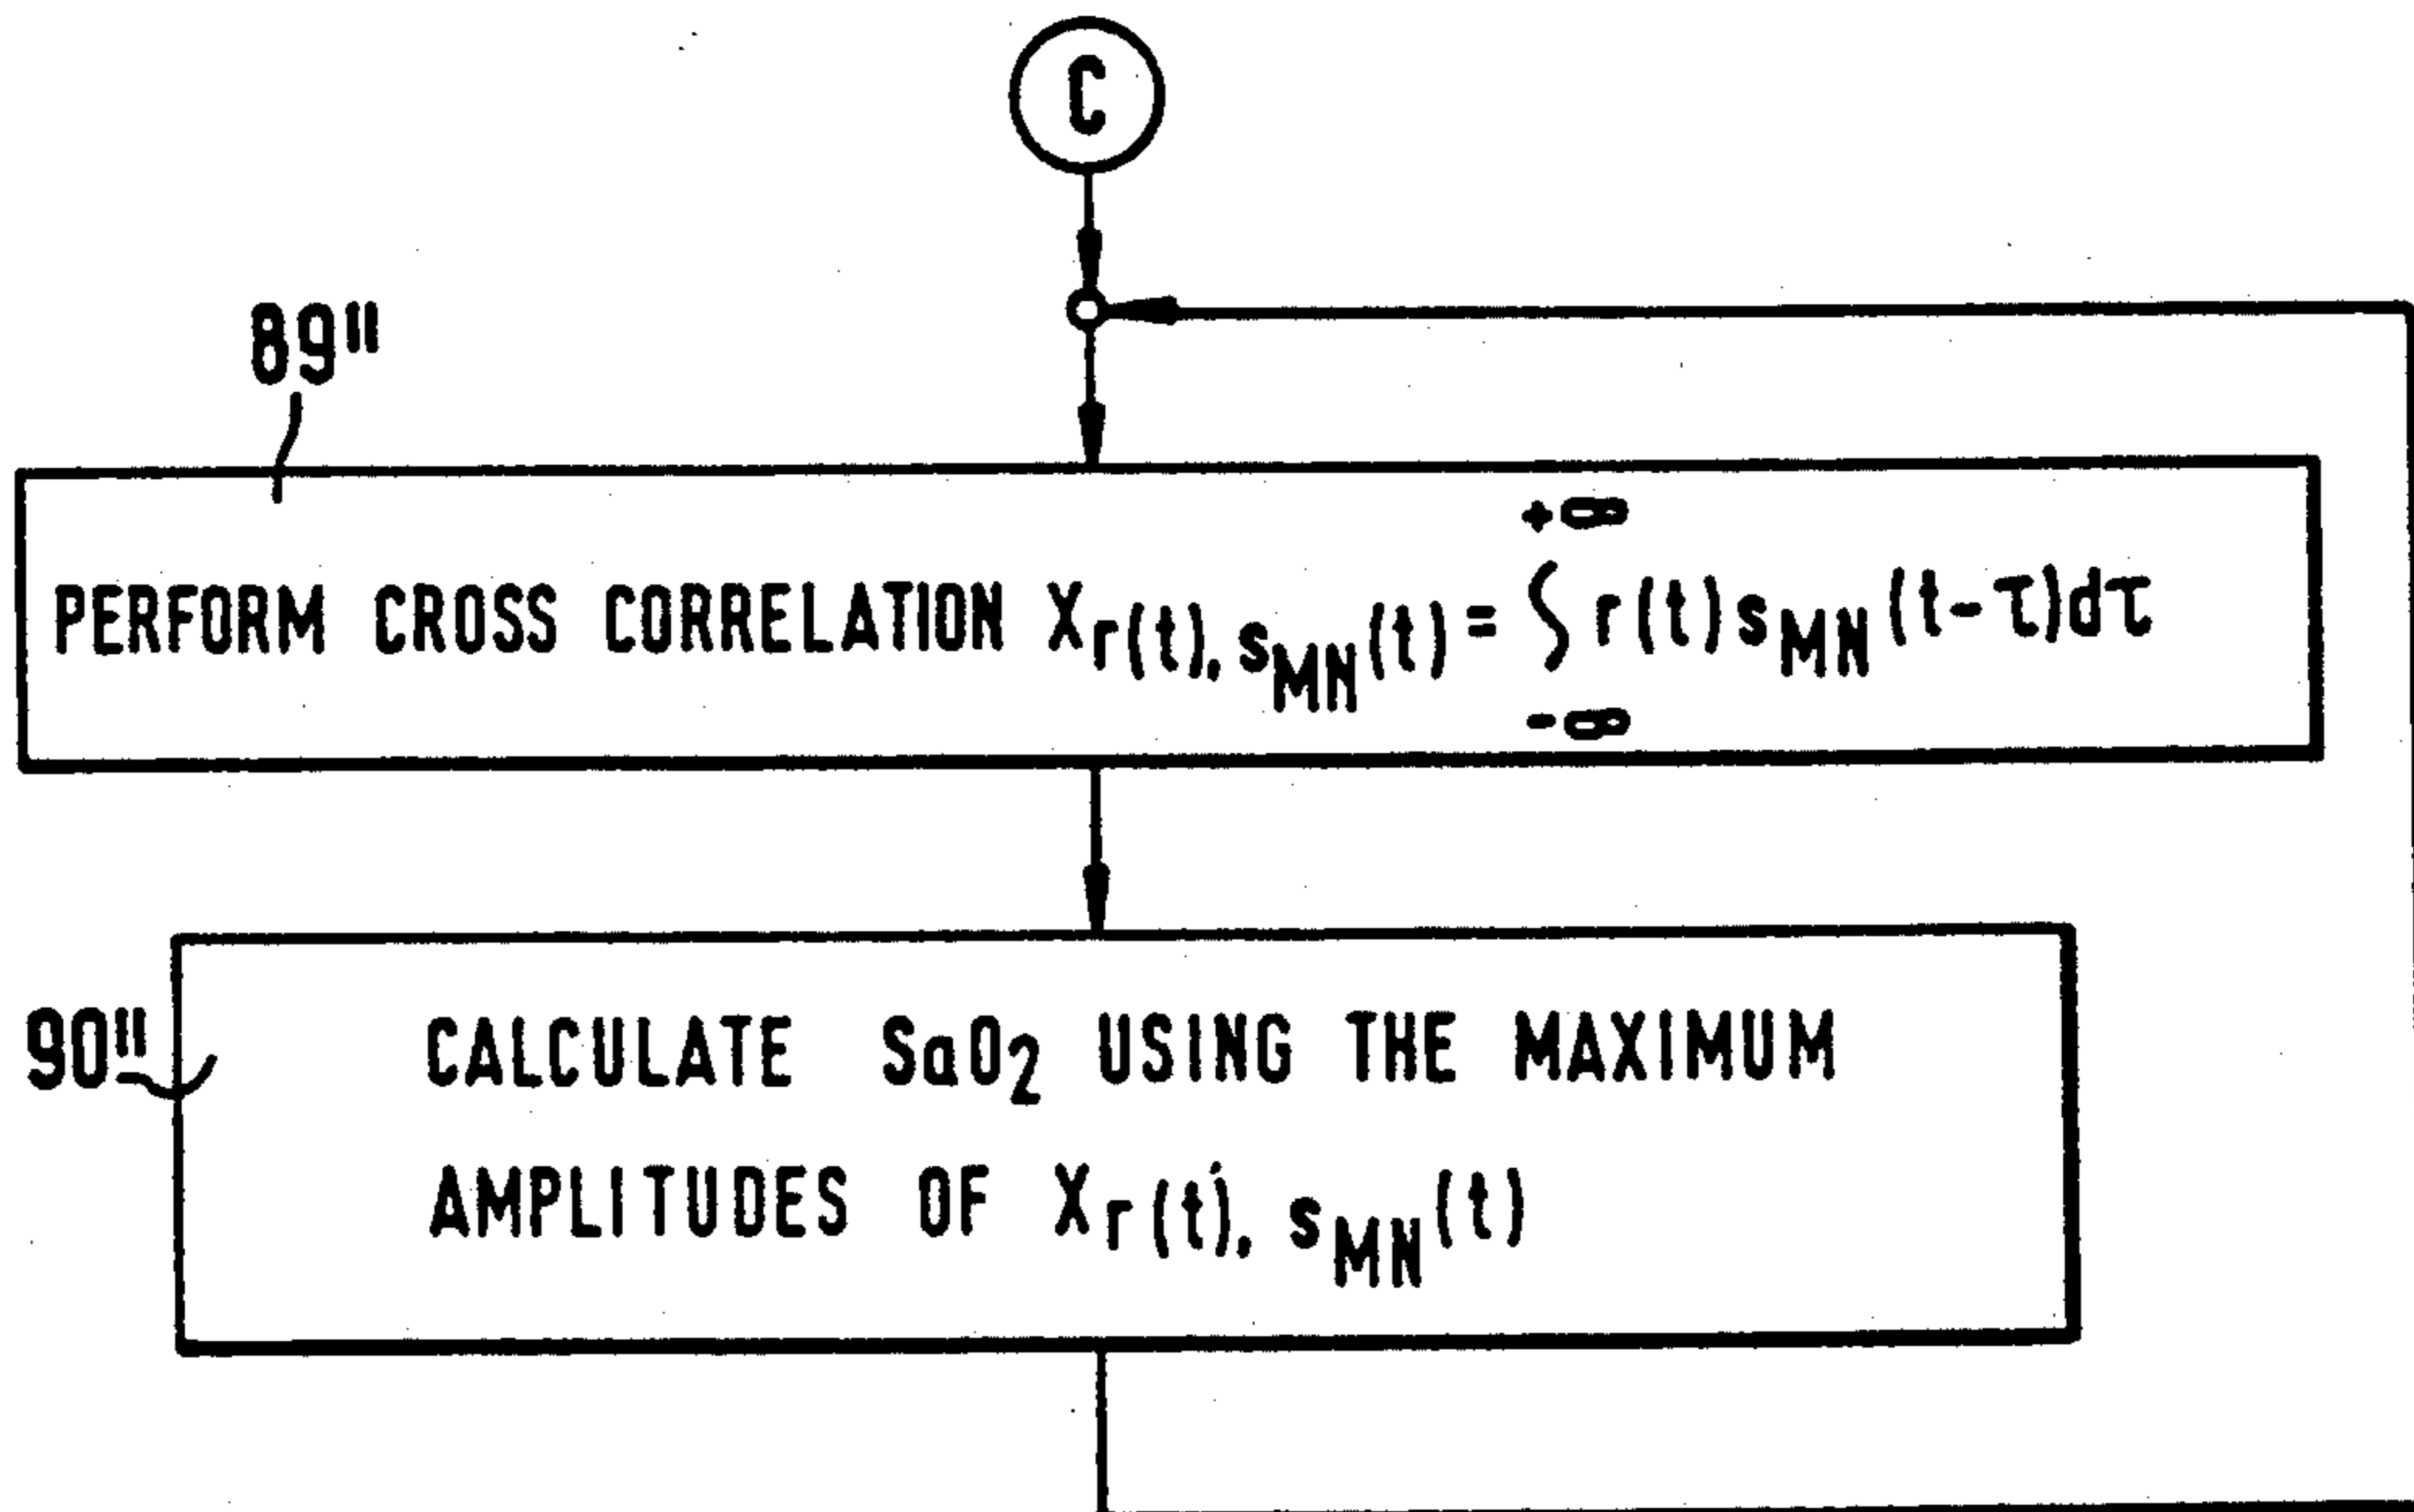 C
89"
+∞
PERFORM CROSS CORRELATION Xr(t), sMN(t) = ∫ r(t) sMN (t-τ)dτ
-∞
90"
CALCULATE SaO2 USING THE MAXIMUM
AMPLITUDES OF Xr(t), sMN(t)